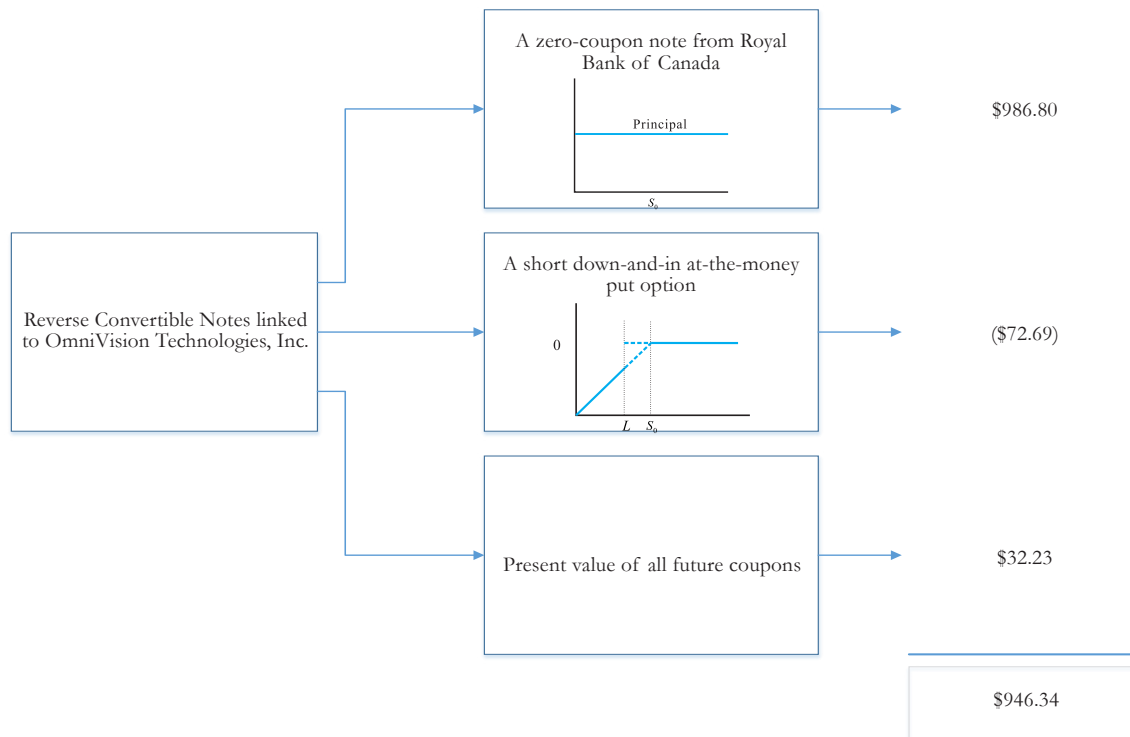 A zero-coupon note from Royal
Bank of Canada
Principal
S₀
$986.80
Reverse Convertible Notes linked
to OmniVision Technologies, Inc.
A short down-and-in at-the-money
put option
0
L S₀
($72.69)
Present value of all future coupons
$32.23
$946.34